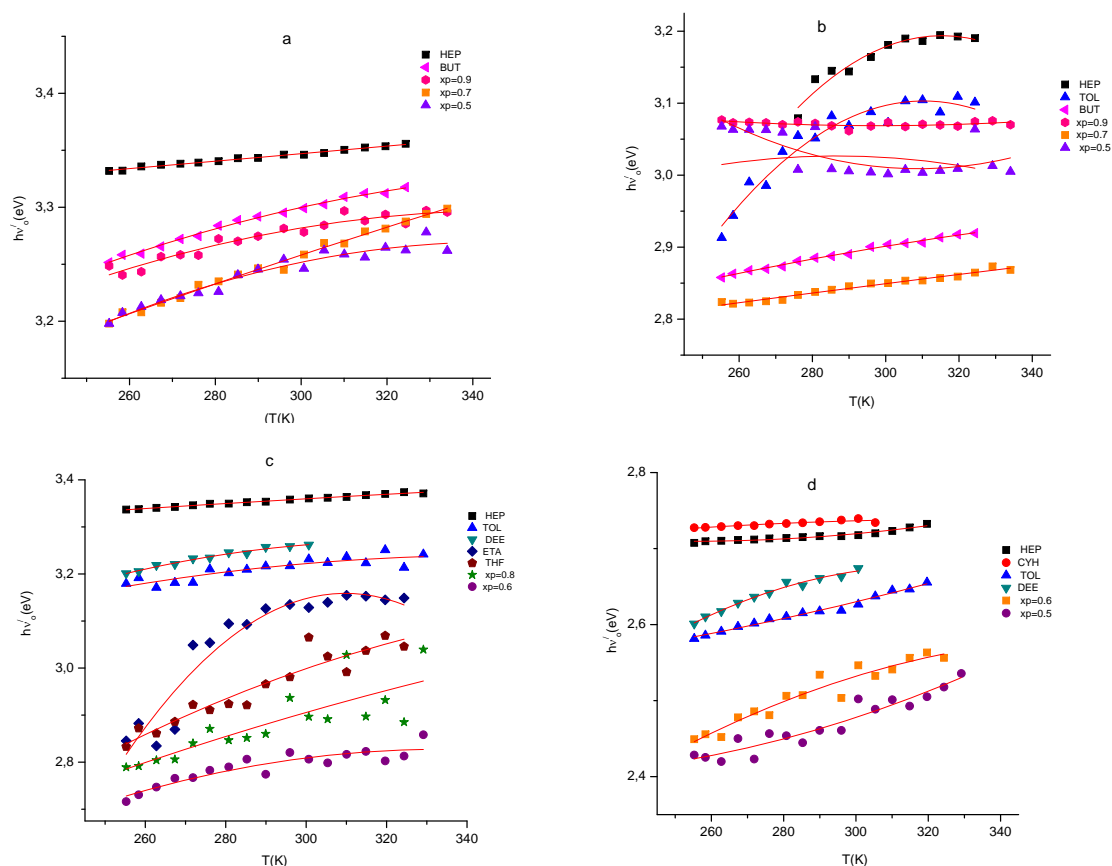 a
HEP
BUT
xp=0.9
xp=0.7
xp=0.5
3,4
3,3
3,2
hν′o(eV)
260 280 300 320 340
(T(K)
b
HEP
TOL
BUT
xp=0.9
xp=0.7
xp=0.5
3,2
3,1
3,0
2,9
2,8
hν′o(eV)
260 280 300 320 340
T(K)
c
HEP
TOL
DEE
ETA
THF
xp=0.8
xp=0.6
3,4
3,2
3,0
2,8
hν′o(eV)
260 280 300 320 340
T(K)
d
HEP
CYH
TOL
DEE
xp=0.6
xp=0.5
2,8
2,6
2,4
hν′o(eV)
260 280 300 320 340
T(K)